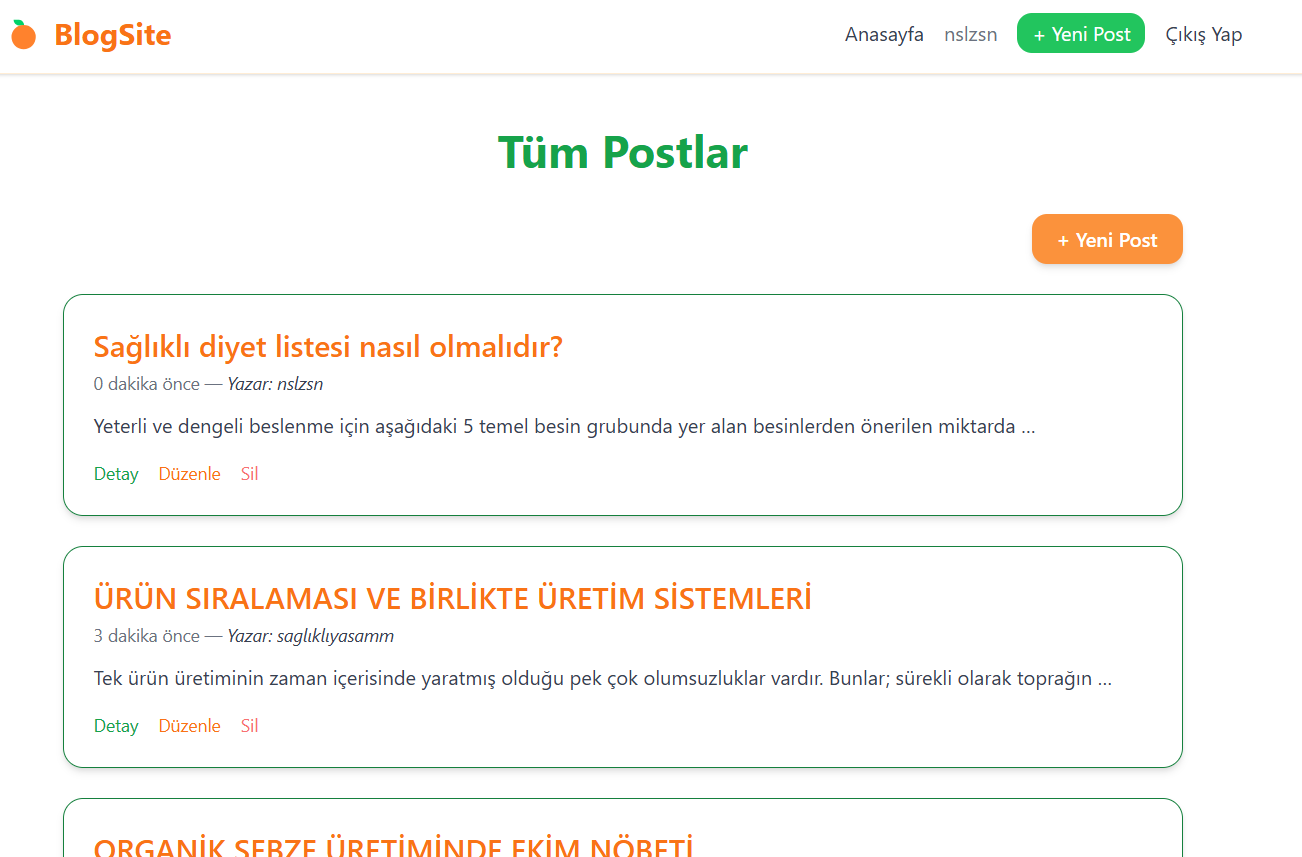 BlogSite
Anasayfa nslzsn + Yeni Post Çıkış Yap
Tüm Postlar
+ Yeni Post
Sağlıklı diyet listesi nasıl olmalıdır?
0 dakika önce — Yazar: nslzsn
Yeterli ve dengeli beslenme için aşağıdaki 5 temel besin grubunda yer alan besinlerden önerilen miktarda ...
Detay Düzenle Sil
ÜRÜN SIRALAMASI VE BİRLİKTE ÜRETİM SİSTEMLERİ
3 dakika önce — Yazar: saglıklıyasamm
Tek ürün üretiminin zaman içerisinde yaratmış olduğu pek çok olumsuzluklar vardır. Bunlar; sürekli olarak toprağın ...
Detay Düzenle Sil
ORGANİK SEBZE ÜRETİMİNDE EKİM NÖBETİ